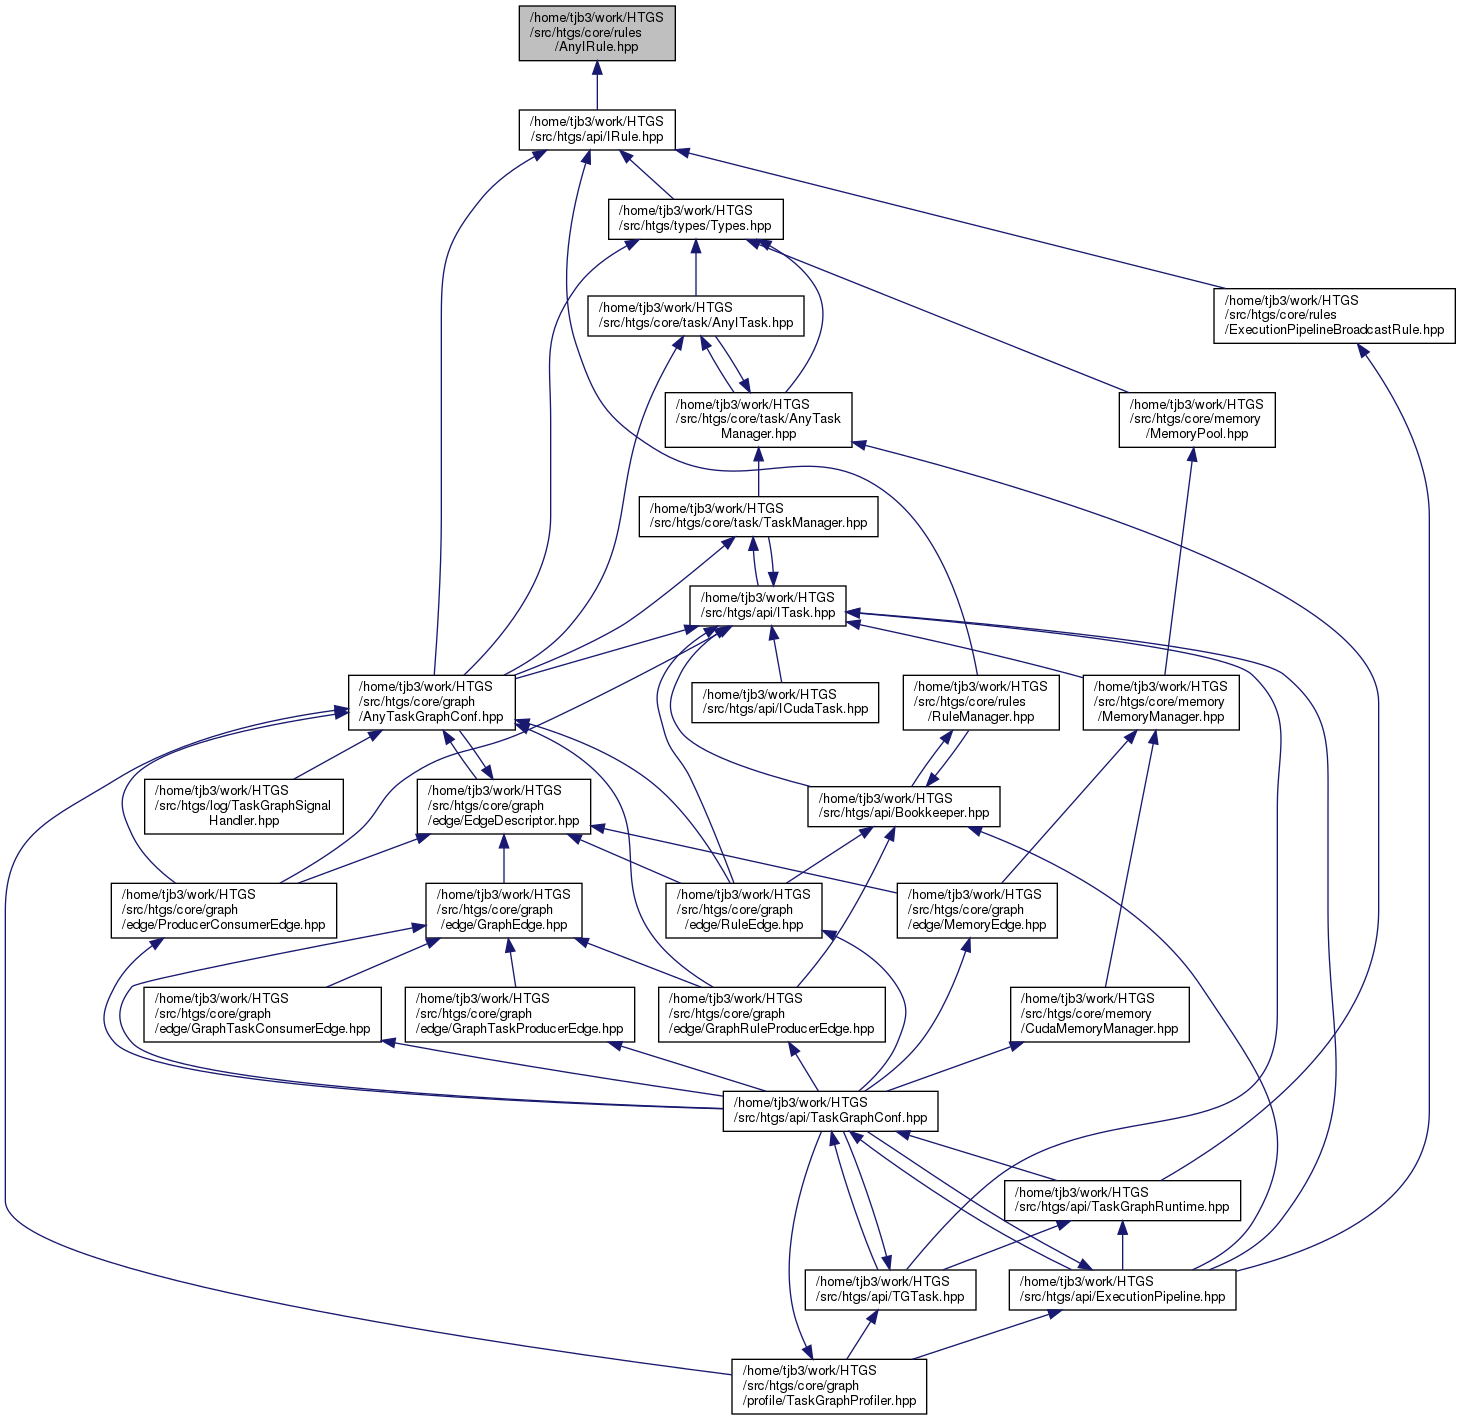 /home/tjb3/work/HTGS
/src/htgs/core/rules
/AnyIRule.hpp
/home/tjb3/work/HTGS
/src/htgs/api/IRule.hpp
/home/tjb3/work/HTGS
/src/htgs/types/Types.hpp
/home/tjb3/work/HTGS
/src/htgs/core/task/AnyITask.hpp
/home/tjb3/work/HTGS
/src/htgs/core/rules
/ExecutionPipelineBroadcastRule.hpp
/home/tjb3/work/HTGS
/src/htgs/core/task/AnyTask
Manager.hpp
/home/tjb3/work/HTGS
/src/htgs/core/memory
/MemoryPool.hpp
/home/tjb3/work/HTGS
/src/htgs/core/task/TaskManager.hpp
/home/tjb3/work/HTGS
/src/htgs/api/ITask.hpp
/home/tjb3/work/HTGS
/src/htgs/core/graph
/AnyTaskGraphConf.hpp
/home/tjb3/work/HTGS
/src/htgs/api/ICudaTask.hpp
/home/tjb3/work/HTGS
/src/htgs/core/rules
/RuleManager.hpp
/home/tjb3/work/HTGS
/src/htgs/core/memory
/MemoryManager.hpp
/home/tjb3/work/HTGS
/src/htgs/log/TaskGraphSignal
Handler.hpp
/home/tjb3/work/HTGS
/src/htgs/core/graph
/edge/EdgeDescriptor.hpp
/home/tjb3/work/HTGS
/src/htgs/api/Bookkeeper.hpp
/home/tjb3/work/HTGS
/src/htgs/core/graph
/edge/ProducerConsumerEdge.hpp
/home/tjb3/work/HTGS
/src/htgs/core/graph
/edge/GraphEdge.hpp
/home/tjb3/work/HTGS
/src/htgs/core/graph
/edge/RuleEdge.hpp
/home/tjb3/work/HTGS
/src/htgs/core/graph
/edge/MemoryEdge.hpp
/home/tjb3/work/HTGS
/src/htgs/core/graph
/edge/GraphTaskConsumerEdge.hpp
/home/tjb3/work/HTGS
/src/htgs/core/graph
/edge/GraphTaskProducerEdge.hpp
/home/tjb3/work/HTGS
/src/htgs/core/graph
/edge/GraphRuleProducerEdge.hpp
/home/tjb3/work/HTGS
/src/htgs/core/memory
/CudaMemoryManager.hpp
/home/tjb3/work/HTGS
/src/htgs/api/TaskGraphConf.hpp
/home/tjb3/work/HTGS
/src/htgs/api/TaskGraphRuntime.hpp
/home/tjb3/work/HTGS
/src/htgs/api/TGTask.hpp
/home/tjb3/work/HTGS
/src/htgs/api/ExecutionPipeline.hpp
/home/tjb3/work/HTGS
/src/htgs/core/graph
/profile/TaskGraphProfiler.hpp